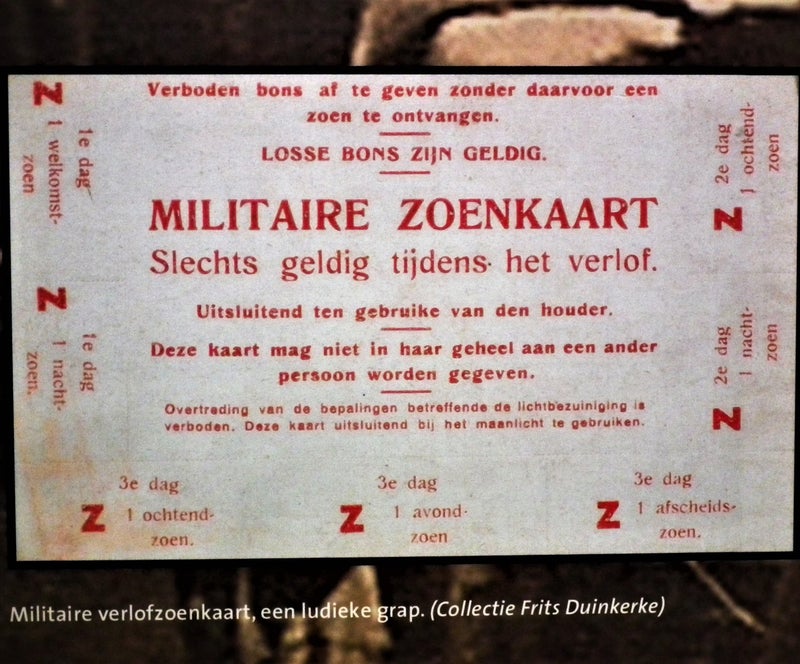 Verboden bons af te geven zonder daarvoor een
zoen te ontvangen.
LOSSE BONS ZIJN GELDIG.
MILITAIRE ZOENKAART
Slechts geldig tijdens het verlof.
Uitsluitend ten gebruike van den houder.
Deze kaart mag niet in haar geheel aan een ander
persoon worden gegeven.
Overtreding van de bepalingen betreffende de lichtbezuiniging is
verboden. Deze kaart uitsluitend bij het maanlicht te gebruiken.
Z
1e dag
1 welkomst-
zoen
Z
1e dag
1 nacht-
zoen.
2e dag
1 ochtend-
zoen
Z
2e dag
1 nacht-
zoen
Z
3e dag
Z 1 ochtend-
zoen.
3e dag
Z 1 avond-
zoen
3e dag
Z 1 afscheids-
zoen.
Militaire verlofzoenkaart, een ludieke grap. (Collectie Frits Duinkerke)